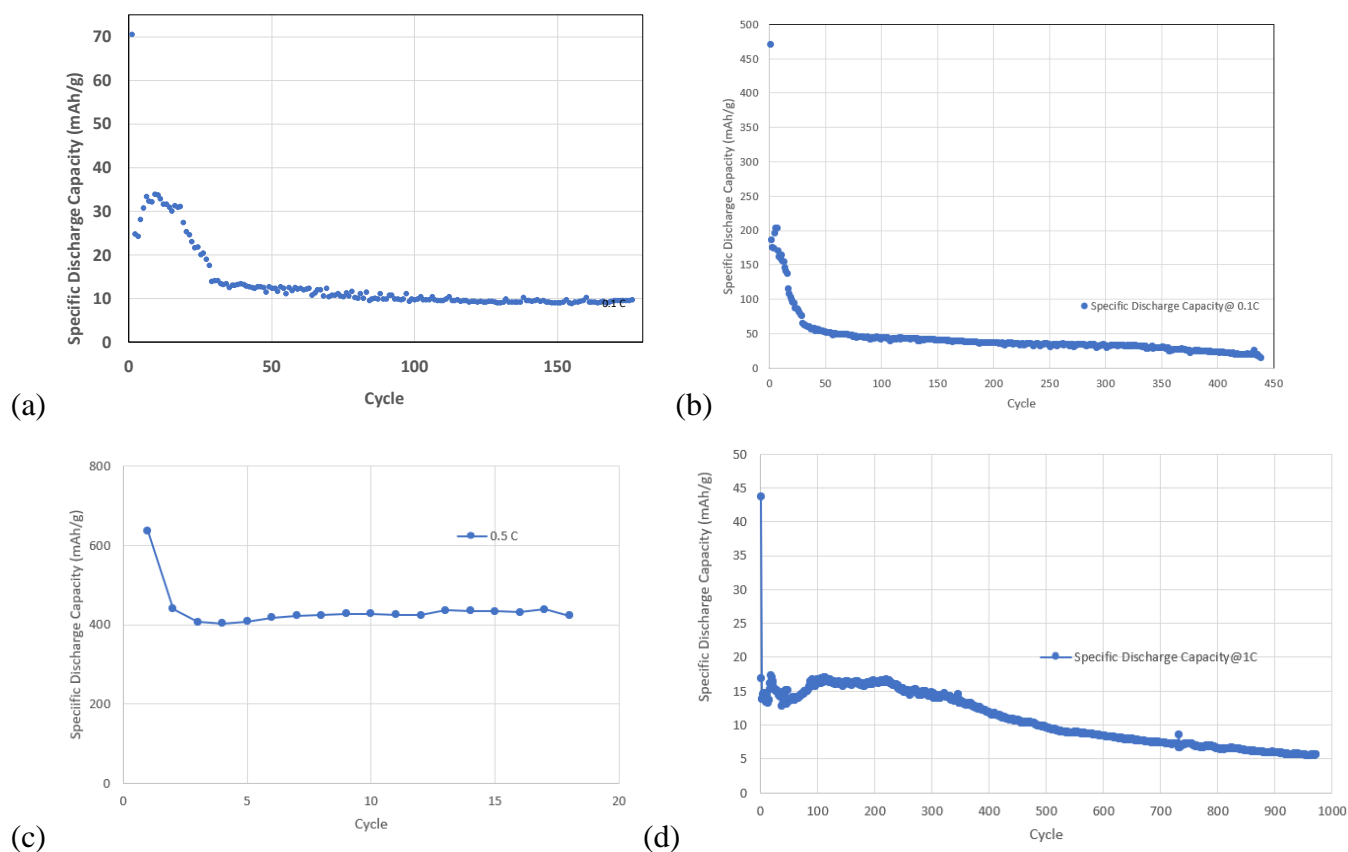 70
60
50
40
30
20
10
0
0 50 100 150
Specific Discharge Capacity (mAh/g)
Cycle
0.1 C
(a)
500
450
400
350
300
250
200
150
100
50
0
0 50 100 150 200 250 300 350 400 450
Specific Discharge Capacity (mAh/g)
Cycle
Specific Discharge Capacity@ 0.1C
(b)
800
600
400
200
0
0 5 10 15 20
Speciific Discharge Capacity (mAh/g)
Cycle
0.5 C
(c)
50
45
40
35
30
25
20
15
10
5
0
0 100 200 300 400 500 600 700 800 900 1000
Specific Discharge Capacity (mAh/g)
Cycle
Specific Discharge Capacity@1C
(d)